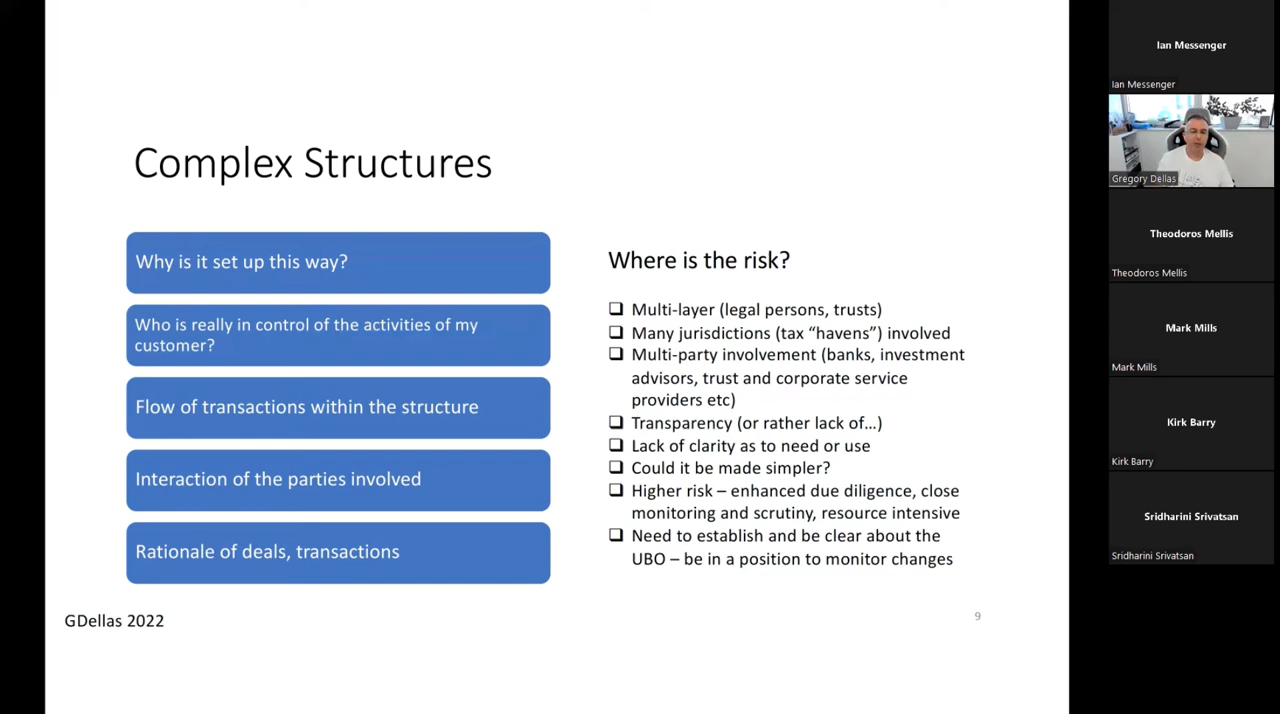 Complex Structures
Why is it set up this way?
Who is really in control of the activities of my
customer?
Flow of transactions within the structure
Interaction of the parties involved
Rationale of deals, transactions
Where is the risk?
Multi-layer (legal persons, trusts)
Many jurisdictions (tax “havens”) involved
Multi-party involvement (banks, investment
advisors, trust and corporate service
providers etc)
Transparency (or rather lack of…)
Lack of clarity as to need or use
Could it be made simpler?
Higher risk – enhanced due diligence, close
monitoring and scrutiny, resource intensive
Need to establish and be clear about the
UBO – be in a position to monitor changes
GDellas 2022
9
Ian Messenger
Ian Messenger
Gregory Dellas
Theodoros Mellis
Theodoros Mellis
Mark Mills
Mark Mills
Kirk Barry
Kirk Barry
Sridharini Srivatsan
Sridharini Srivatsan